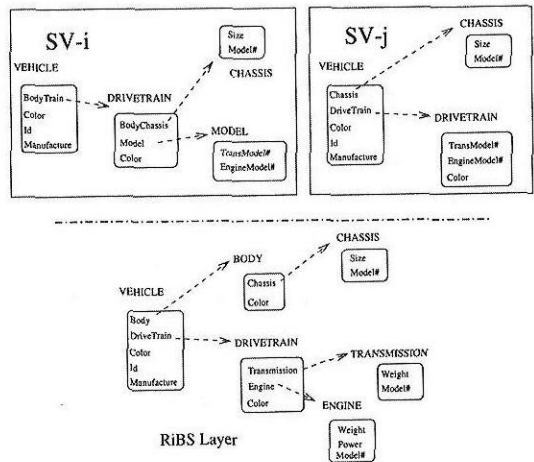 SV-i
Size
Model#
CHASSIS
VEHICLE
BodyTrain
Color
Id
Manufacture
DRIVETRAIN
BodyChassis
Model
Color
MODEL
TransModel#
EngineModel#
SV-j
CHASSIS
Size
Model#
VEHICLE
Chassis
DriveTrain
Color
Id
Manufacture
DRIVETRAIN
TransModel#
EngineModel#
Color
CHASSIS
Size
Model#
BODY
Chassis
Color
VEHICLE
Body
DriveTrain
Color
Id
Manufacture
DRIVETRAIN
Transmission
Engine
Color
TRANSMISSION
Weight
Model#
ENGINE
Weight
Power
Model#
RiBS Layer